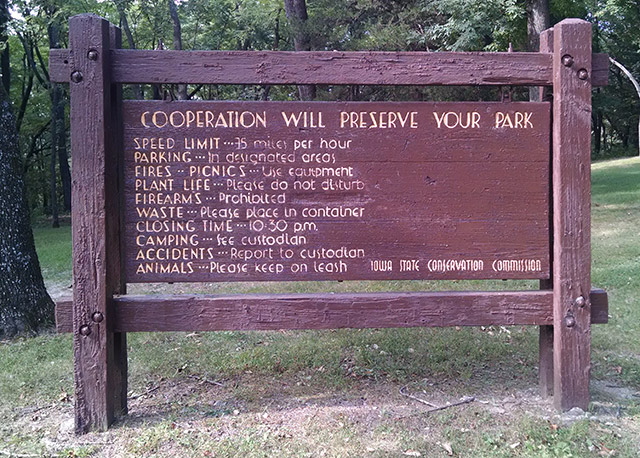 COOPERATION WILL PRESERVE YOUR PARK
SPEED LIMIT···35 miles per hour
PARKING···In designated areas
FIRES··PICNICS···Use equipment
PLANT LIFE···Please do not disturb
FIREARMS···Prohibited
WASTE···Please place in container
CLOSING TIME···10·30 p.m.
CAMPING···See custodian
ACCIDENTS···Report to custodian
ANIMALS···Please keep on leash IOWA STATE CONSERVATION COMMISSION